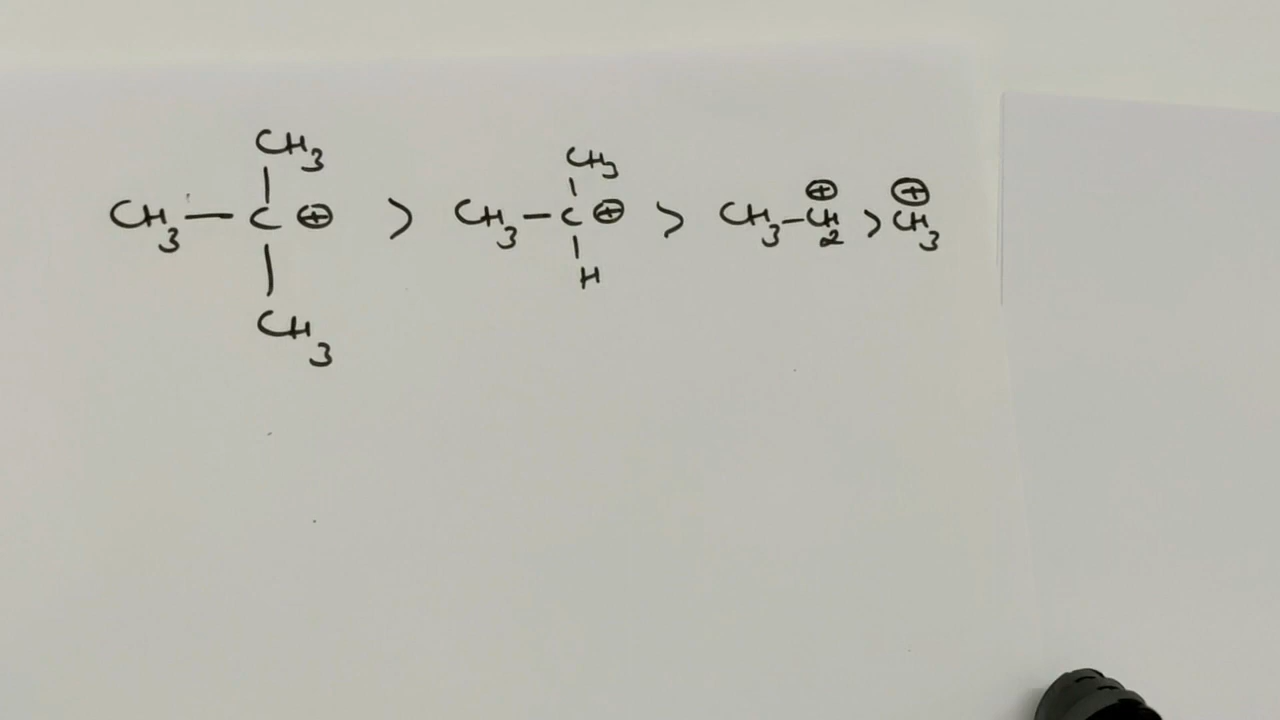 CH3 CH3
CH3—C⊕ > CH3—C⊕ > CH3—CH2⊕ > CH3⊕
H
CH3